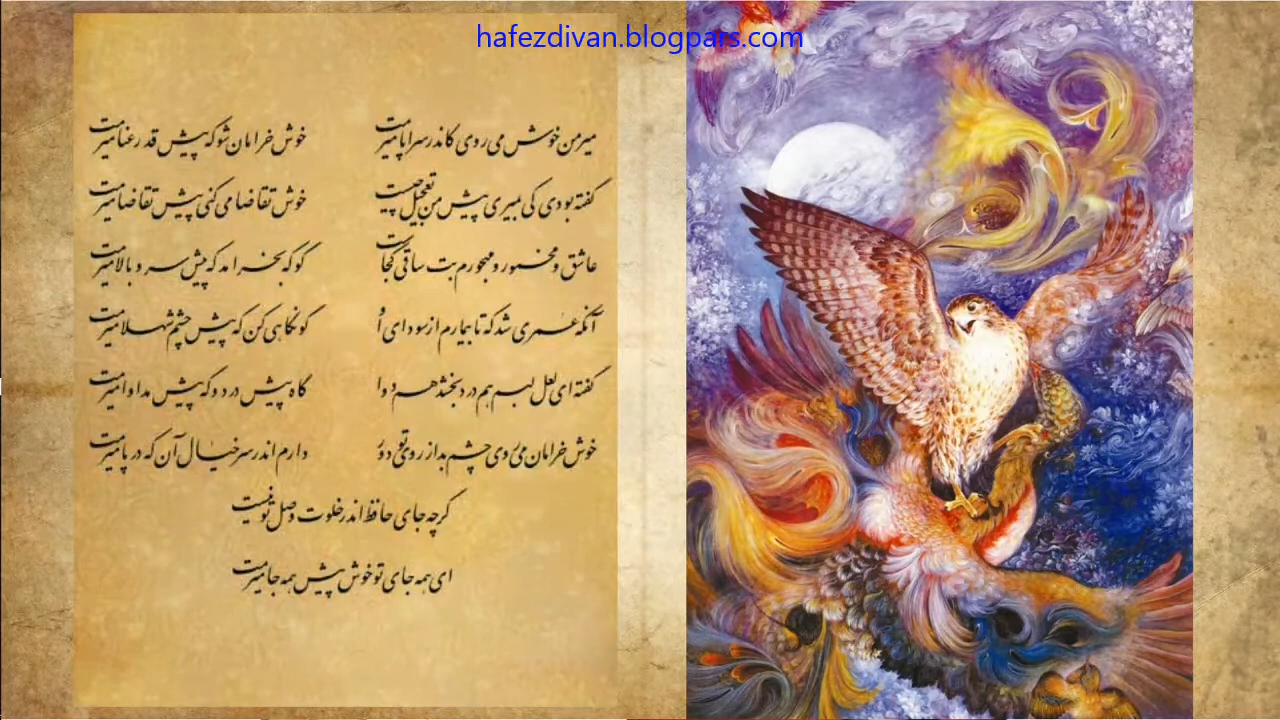 hafezdivan.blogpars.com
میر من خوش می روی کاندر سراپا میرمت خوش خرامان شو که پیش قد رعنا میرمت
گفته بودی کی بمیری پیش من تعجیل چیست خوش تقاضا می کنی پیش تقاضا میرمت
عاشق و مخمور و مهجورم بت ساقی کجاست گو که بخرامد که پیش سرو بالا میرمت
آنکه عمری شد که تا بیمارم از سودای او گو نگاهی کن که پیش چشم شهلا میرمت
گفته ای لعل لبم هم درد بخشد هم دوا گاه پیش درد و گه پیش مداوا میرمت
خوش خرامان می روی چشم بد از روی تو دور دارم اندر سر خیال آن که در پا میرمت
گرچه جای حافظ اندر خلوت وصل تو نیست
ای همه جای تو خوش پیش همه جا میرمت